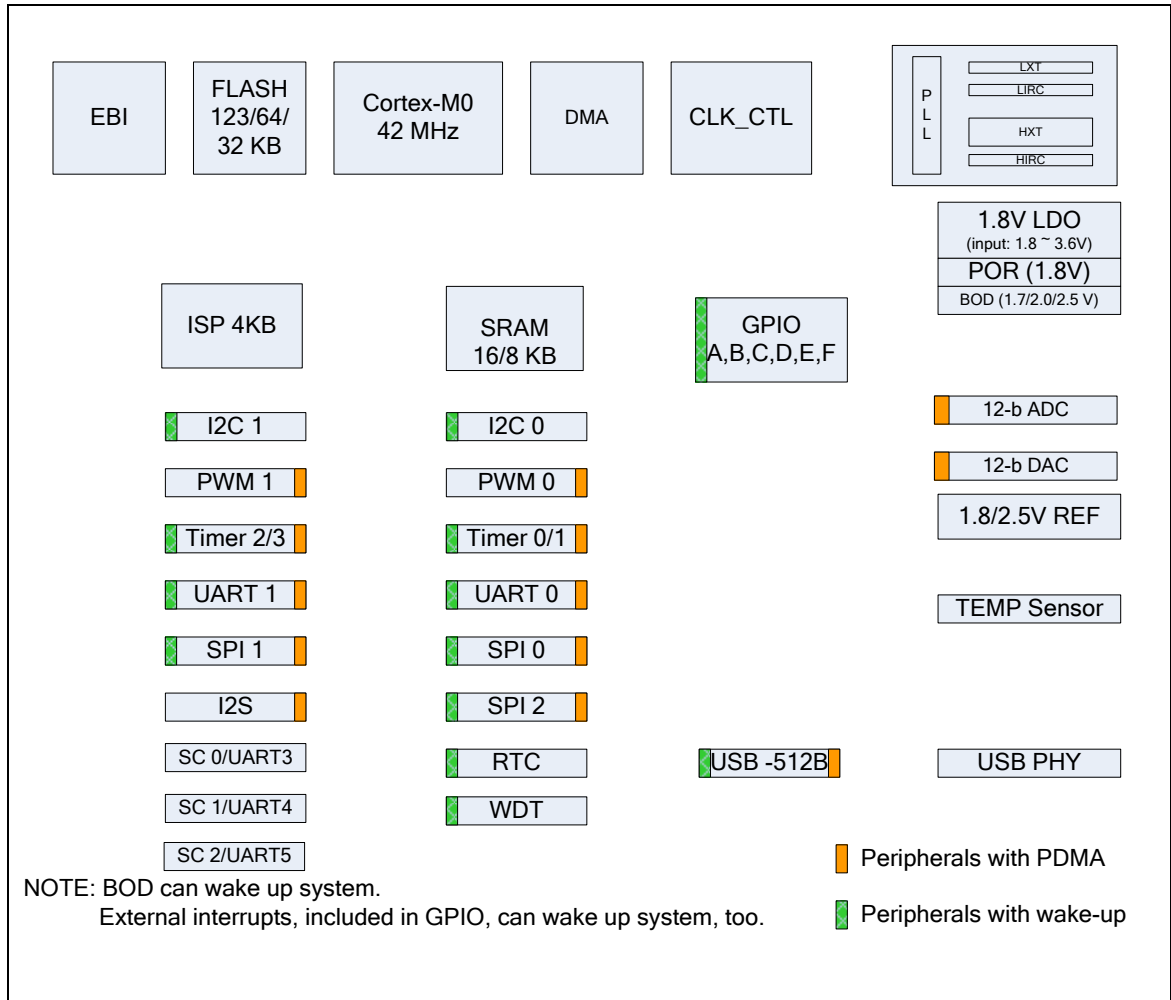 EBI
FLASH
123/64/
32 KB
Cortex-M0
42 MHz
DMA
CLK_CTL
P
L
L
LXT
LIRC
HXT
HIRC
1.8V LDO
(input: 1.8 ~ 3.6V)
POR (1.8V)
BOD (1.7/2.0/2.5 V)
ISP 4KB
SRAM
16/8 KB
GPIO
A,B,C,D,E,F
I2C 1
I2C 0
12-b ADC
PWM 1
PWM 0
12-b DAC
1.8/2.5V REF
Timer 2/3
Timer 0/1
UART 1
UART 0
TEMP Sensor
SPI 1
SPI 0
I2S
SPI 2
SC 0/UART3
RTC
USB -512B
USB PHY
SC 1/UART4
WDT
SC 2/UART5
Peripherals with PDMA
NOTE: BOD can wake up system.
External interrupts, included in GPIO, can wake up system, too.
Peripherals with wake-up